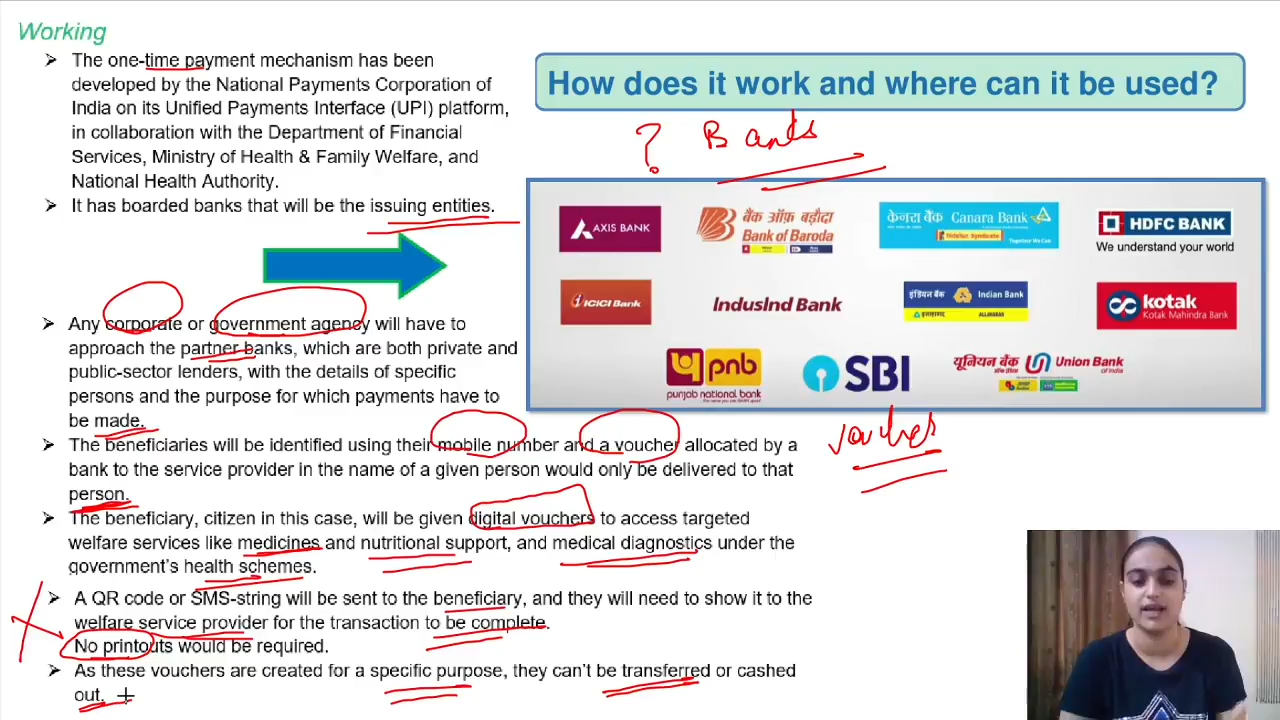 Working
➢ The one-time payment mechanism has been
developed by the National Payments Corporation of
India on its Unified Payments Interface (UPI) platform,
in collaboration with the Department of Financial
Services, Ministry of Health & Family Welfare, and
National Health Authority.
➢ It has boarded banks that will be the issuing entities.
➢ Any corporate or government agency will have to
approach the partner banks, which are both private and
public-sector lenders, with the details of specific
persons and the purpose for which payments have to
be made.
➢ The beneficiaries will be identified using their mobile number and a voucher allocated by a
bank to the service provider in the name of a given person would only be delivered to that
person.
➢ The beneficiary, citizen in this case, will be given digital vouchers to access targeted
welfare services like medicines and nutritional support, and medical diagnostics under the
government's health schemes.
➢ A QR code or SMS-string will be sent to the beneficiary, and they will need to show it to the
welfare service provider for the transaction to be complete.
No printouts would be required.
➢ As these vouchers are created for a specific purpose, they can't be transferred or cashed
out.
How does it work and where can it be used?
? Banks
AXIS BANK
बैंक ऑफ़ बड़ौदा
Bank of Baroda
केनरा बैंक Canara Bank
Together We Can
HDFC BANK
We understand your world
ICICI Bank
IndusInd Bank
इंडियन बैंक Indian Bank
ALLAHABAD
kotak
Kotak Mahindra Bank
pnb
punjab national bank
SBI
यूनियन बैंक Union Bank
of India
voucher